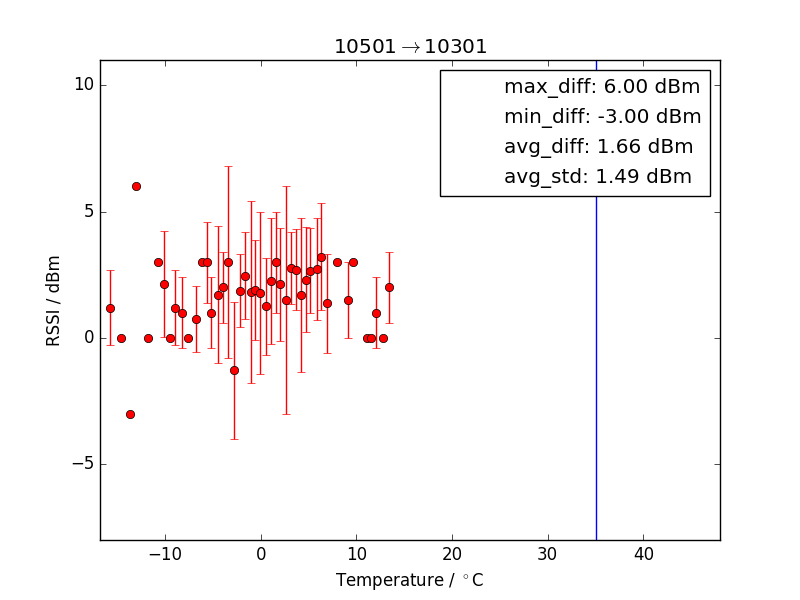 10501→10301
max_diff: 6.00 dBm
min_diff: -3.00 dBm
avg_diff: 1.66 dBm
avg_std: 1.49 dBm
10
5
0
−5
RSSI / dBm
−10 0 10 20 30 40
Temperature / °C